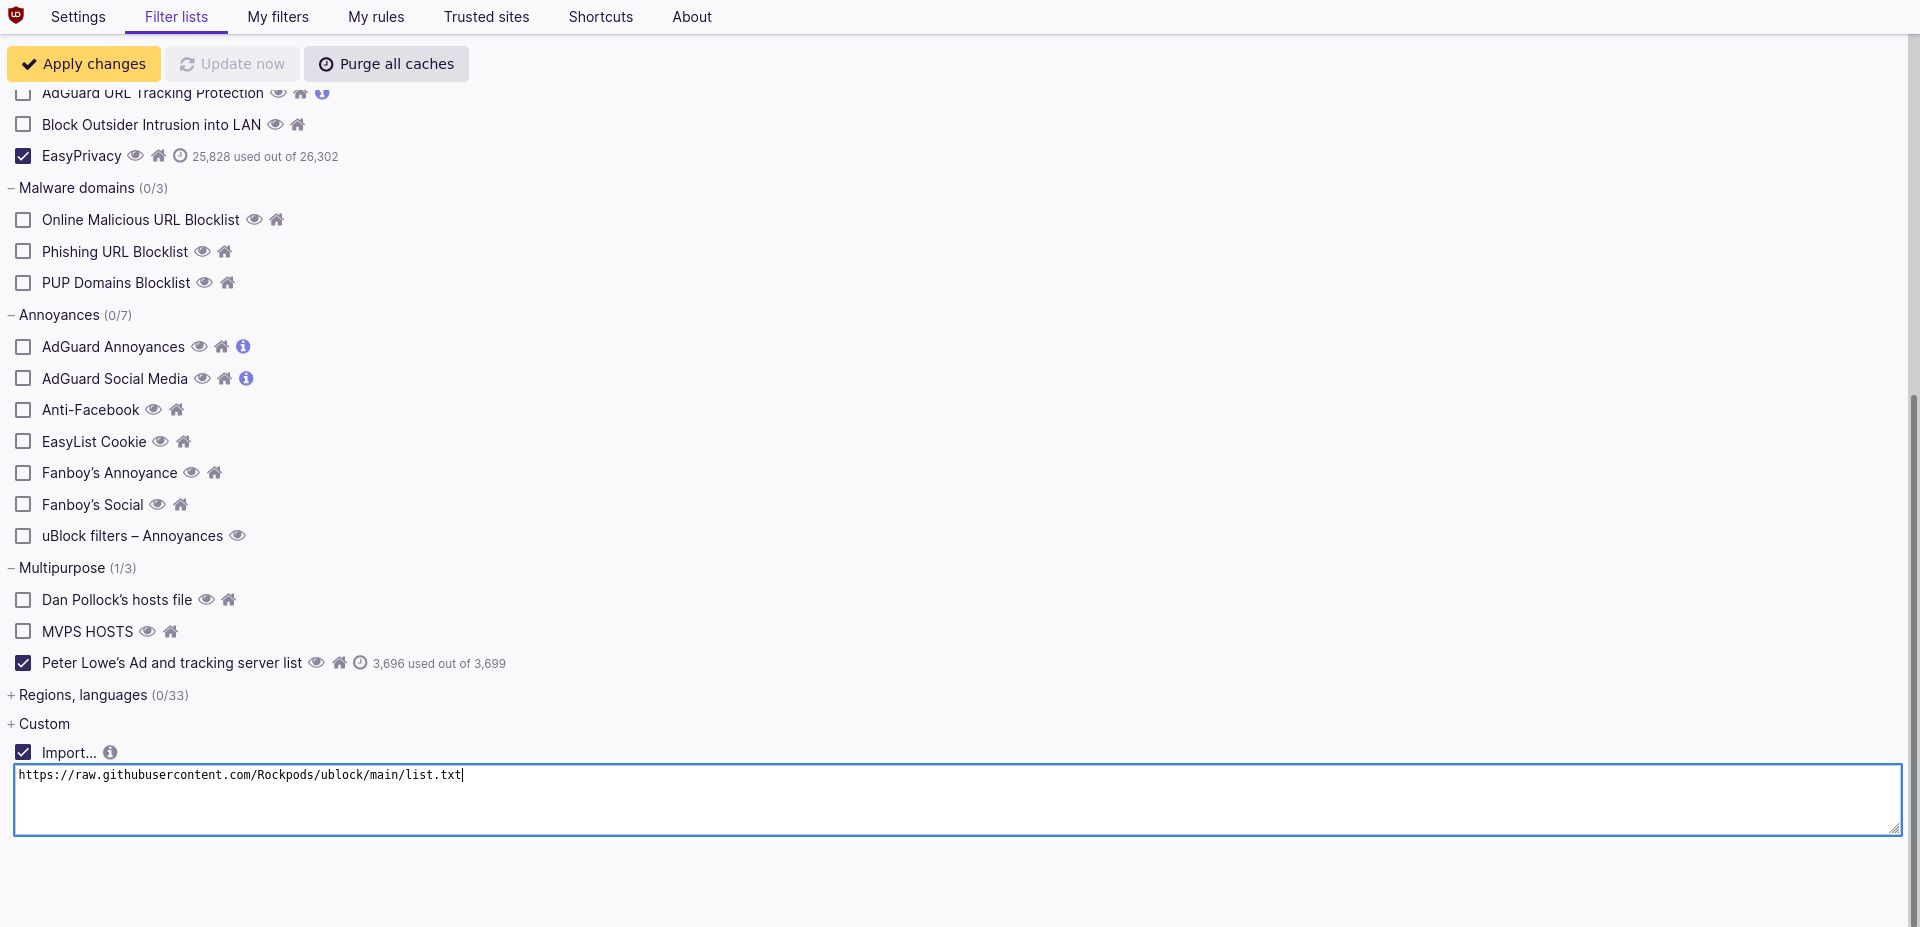 Settings Filter lists My filters My rules Trusted sites Shortcuts About
Apply changes Update now Purge all caches
AdGuard URL Tracking Protection
Block Outsider Intrusion into LAN
EasyPrivacy 25,828 used out of 26,302
– Malware domains (0/3)
Online Malicious URL Blocklist
Phishing URL Blocklist
PUP Domains Blocklist
– Annoyances (0/7)
AdGuard Annoyances
AdGuard Social Media
Anti-Facebook
EasyList Cookie
Fanboy’s Annoyance
Fanboy’s Social
uBlock filters – Annoyances
– Multipurpose (1/3)
Dan Pollock’s hosts file
MVPS HOSTS
Peter Lowe’s Ad and tracking server list 3,696 used out of 3,699
+ Regions, languages (0/33)
+ Custom
Import...
https://raw.githubusercontent.com/Rockpods/ublock/main/list.txt